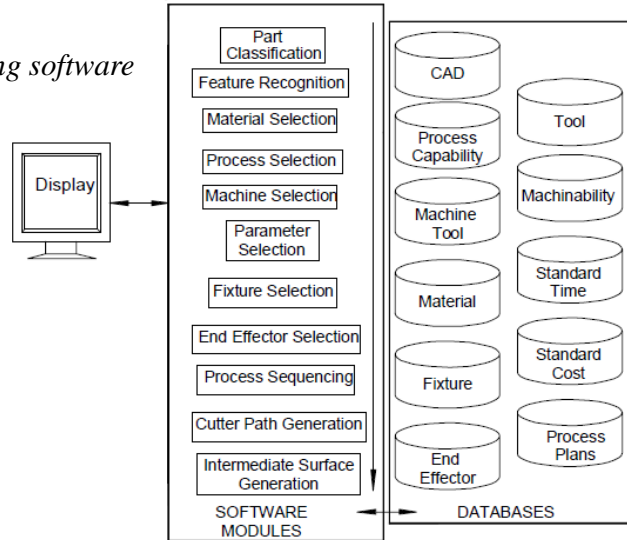 ng software
Display
Part
Classification
Feature Recognition
Material Selection
Process Selection
Machine Selection
Parameter
Selection
Fixture Selection
End Effector Selection
Process Sequencing
Cutter Path Generation
Intermediate Surface
Generation
SOFTWARE
MODULES
CAD
Process
Capability
Machine
Tool
Material
Fixture
End
Effector
Tool
Machinability
Standard
Time
Standard
Cost
Process
Plans
DATABASES